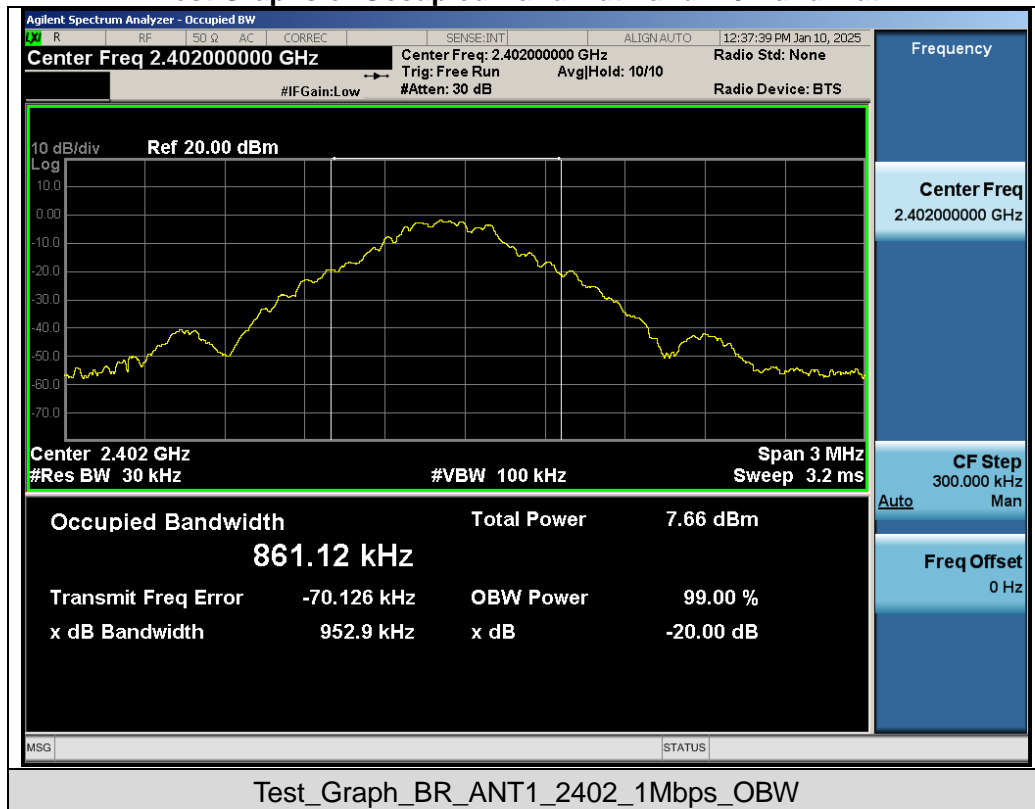 Agilent Spectrum Analyzer - Occupied BW
LXI R RF 50 Ω AC CORREC SENSE:INT ALIGN AUTO 12:37:39 PM Jan 10, 2025
Center Freq 2.402000000 GHz Center Freq: 2.402000000 GHz Radio Std: None
Trig: Free Run Avg|Hold: 10/10
#IFGain:Low #Atten: 30 dB Radio Device: BTS
Frequency
10 dB/div Ref 20.00 dBm
Log
10.0
0.00
-10.0
-20.0
-30.0
-40.0
-50.0
-60.0
-70.0
Center 2.402 GHz Span 3 MHz
#Res BW 30 kHz #VBW 100 kHz Sweep 3.2 ms
Occupied Bandwidth Total Power 7.66 dBm
861.12 kHz
Transmit Freq Error -70.126 kHz OBW Power 99.00 %
x dB Bandwidth 952.9 kHz x dB -20.00 dB
Center Freq
2.402000000 GHz
CF Step
300.000 kHz
Auto Man
Freq Offset
0 Hz
MSG STATUS
Test_Graph_BR_ANT1_2402_1Mbps_OBW